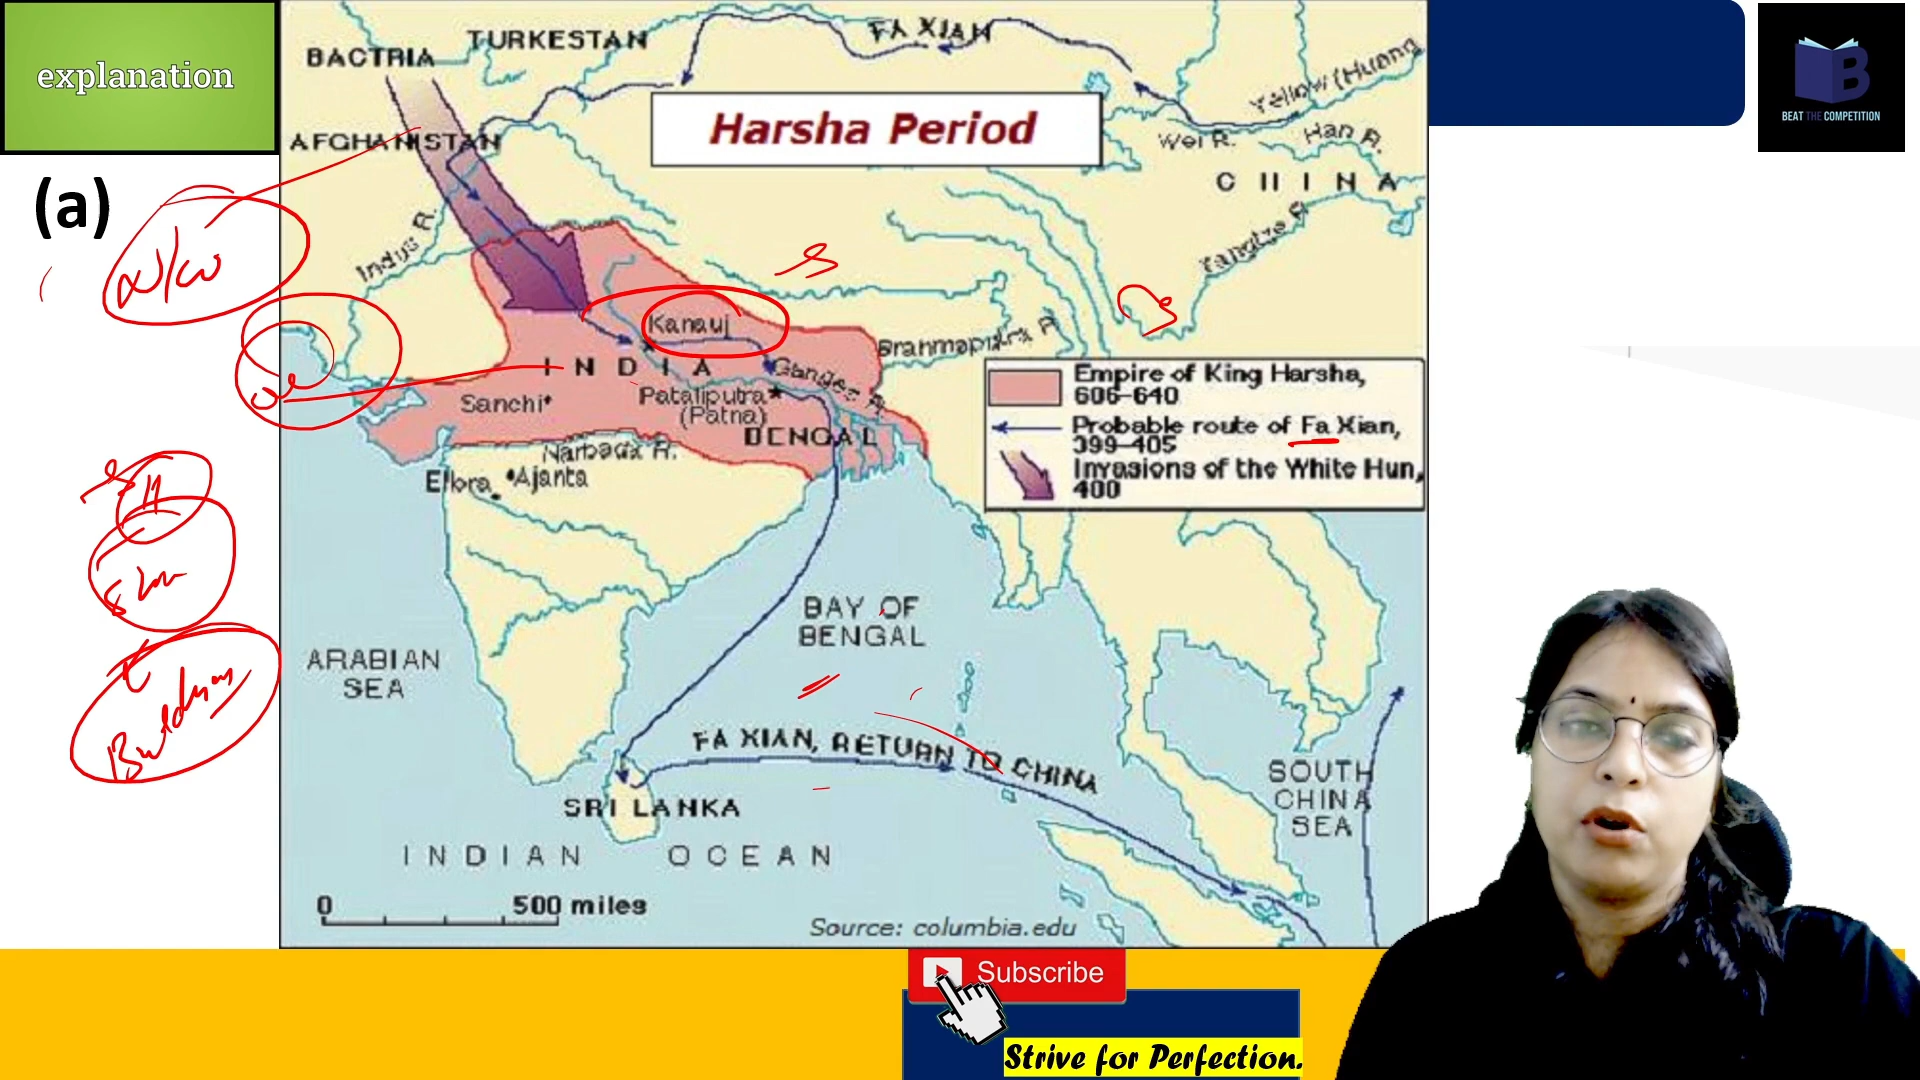 explanation
(a)
BACTRIA
TURKESTAN
FA XIAN
AFGHANISTAN
Harsha Period
Yellow (Huang
Wei R.
Han R.
CHINA
Yangtze R.
Indus R.
Kanauj
INDIA
Brahmaputra R.
Ganges R.
Sanchi
Pataliputra
(Patna)
BENGAL
Narbada R.
Ellora
Ajanta
Empire of King Harsha,
606-640
Probable route of Fa Xian,
399-405
Invasions of the White Hun,
400
BAY OF
BENGAL
ARABIAN
SEA
FA XIAN, RETURN TO CHINA
SRI LANKA
SOUTH
CHINA
SEA
INDIAN OCEAN
0 500 miles
Source: columbia.edu
B
BEAT THE COMPETITION
Subscribe
Strive for Perfection.